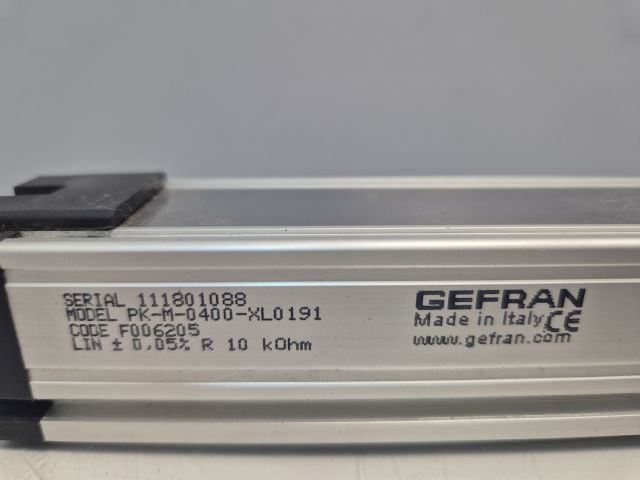 SERIAL 111801088
MODEL PK-M-0400-XL0191
CODE F006205
LIN ± 0,05% R 10 kOhm
GEFRAN
Made in Italy CE
www.gefran.com